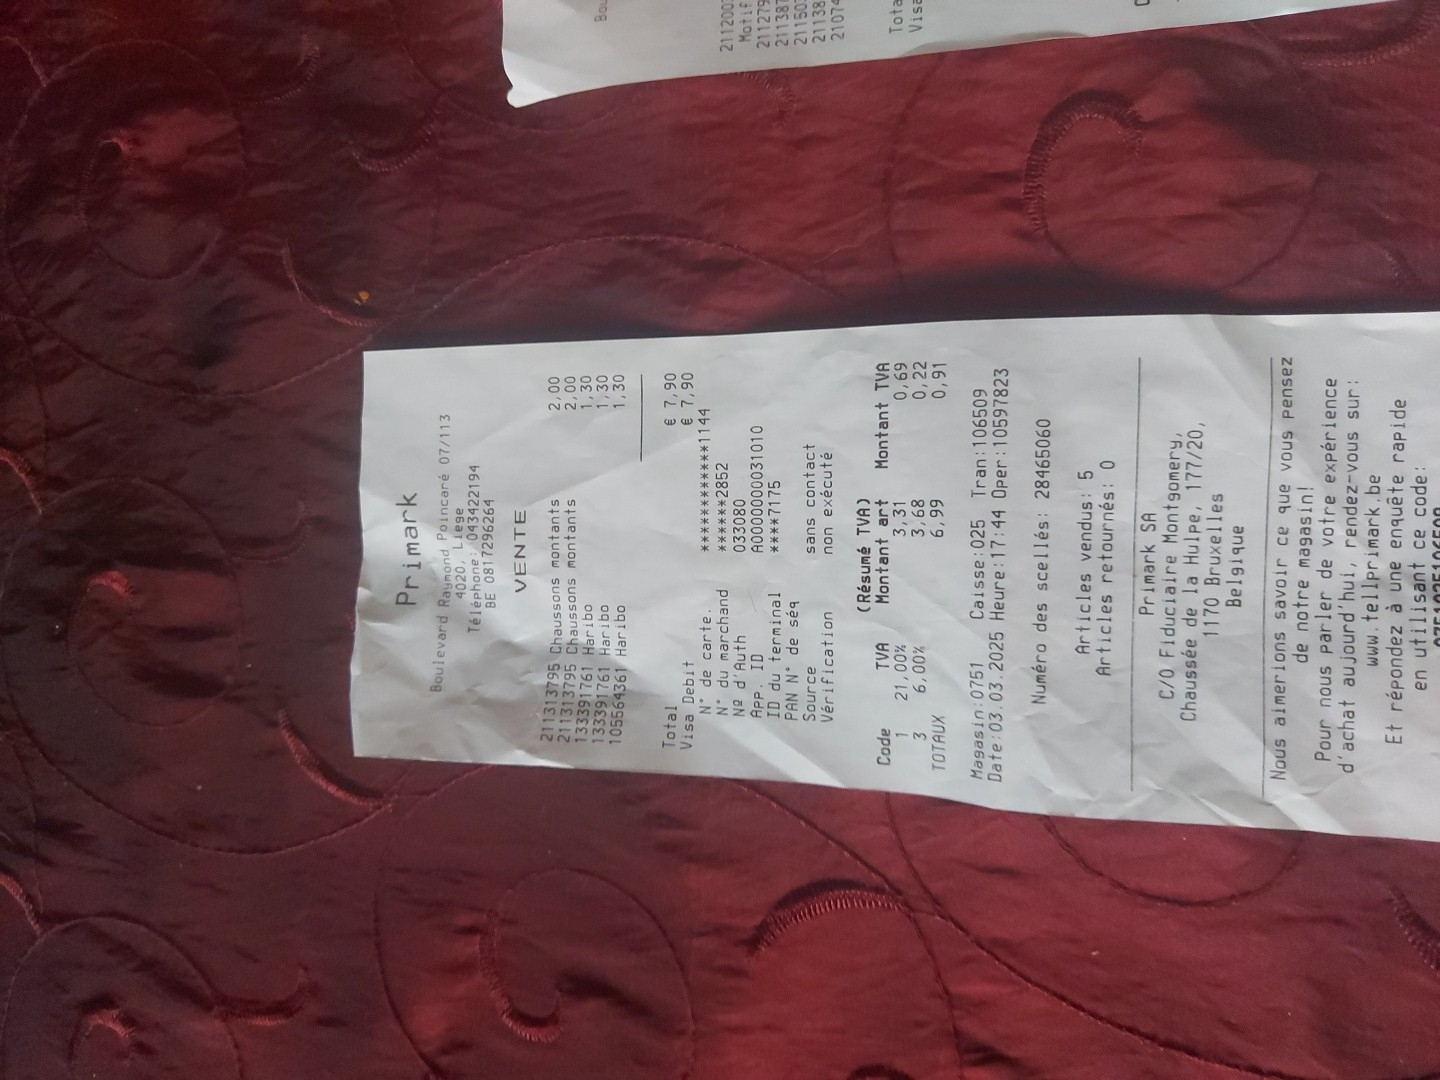 Primark
Boulevard Raymond Poincaré 07/113
4020, Liege
Téléphone: 043422194
BE 0817296264
VENTE
211313795 Chaussons montants 2,00
211313795 Chaussons montants 2,00
133391761 Haribo 1,30
133391761 Haribo 1,30
105564361 Haribo 1,30
Total € 7,90
Visa Debit € 7,90
N° de carte. ************1144
N° du marchand ******2852
Nº d'Auth 033080
App. ID A0000000031010
ID du terminal ****7175
PAN N° de séq
Source sans contact
Vérification non exécuté
(Résumé TVA)
Code TVA Montant art Montant TVA
1 21,00% 3,31 0,69
3 6,00% 3,68 0,22
TOTAUX 6,99 0,91
Magasin:0751 Caisse:025 Tran:106509
Date:03.03.2025 Heure:17:44 Oper:10597823
Numéro des scellés: 28465060
Articles vendus: 5
Articles retournés: 0
Primark SA
C/O Fiduciaire Montgomery,
Chaussée de la Hulpe, 177/20,
1170 Bruxelles
Belgique
Nous aimerions savoir ce que vous pensez
de notre magasin!
Pour nous parler de votre expérience
d'achat aujourd'hui, rendez-vous sur:
www.tellprimark.be
Et répondez à une enquête rapide
en utilisant ce code: